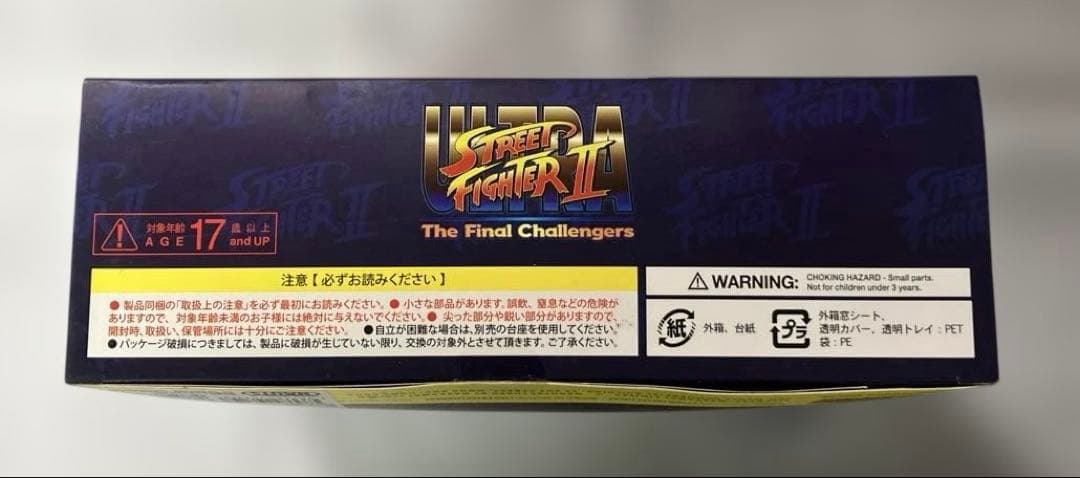 ULTRA
STREET
FIGHTER II
The Final Challengers
対象年齢 17 歳以上
AGE and UP
注意【必ずお読みください】
● 製品同梱の「取扱上の注意」を必ず最初にお読みください。 ● 小さな部品があります。誤飲、窒息などの危険が
ありますので、対象年齢未満のお子様には絶対に与えないでください。 ● 尖った部分や鋭い部分がありますので、
開封時、取扱い、保管場所には十分にご注意ください。 ● 自立が困難な場合は、別売の台座を使用してください。
● パッケージ破損につきましては、製品に破損が生じていない限り、交換の対象外とさせて頂きます。ご了承ください。
WARNING: CHOKING HAZARD - Small parts.
Not for children under 3 years.
紙 外箱、台紙
プラ 外箱窓シート、
透明カバー、透明トレイ:PET
袋:PE
STREET
FIGHTER II